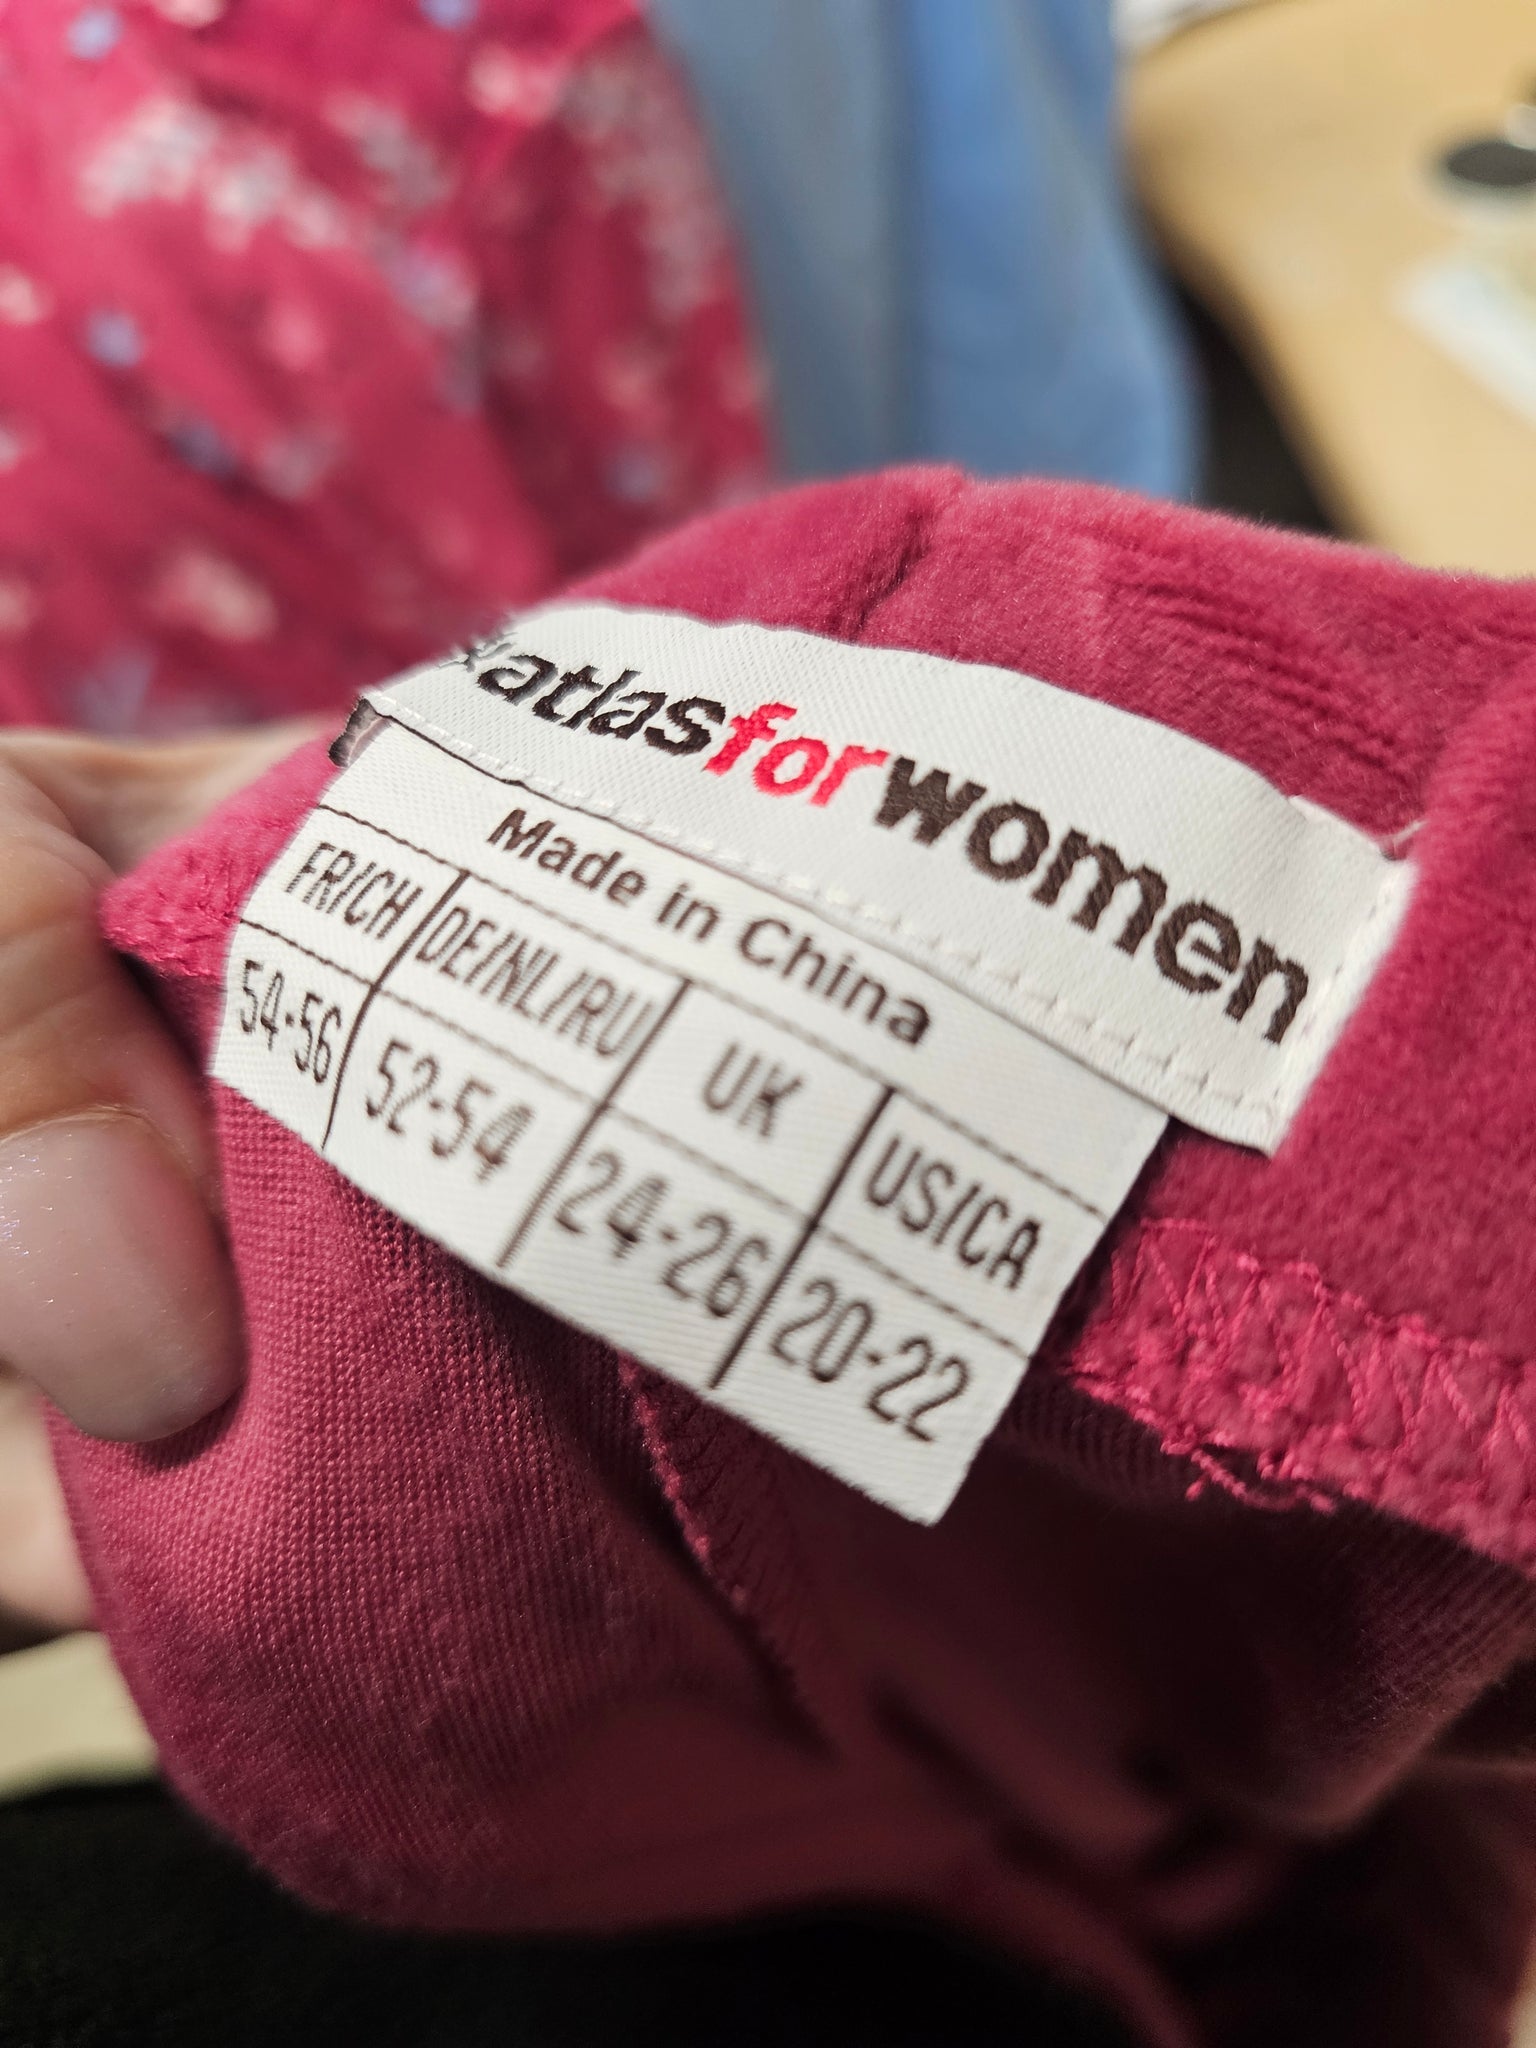 atlasforwomen
Made in China
FR/CH DE/NL/RU UK US/CA
54-56 52-54 24-26 20-22